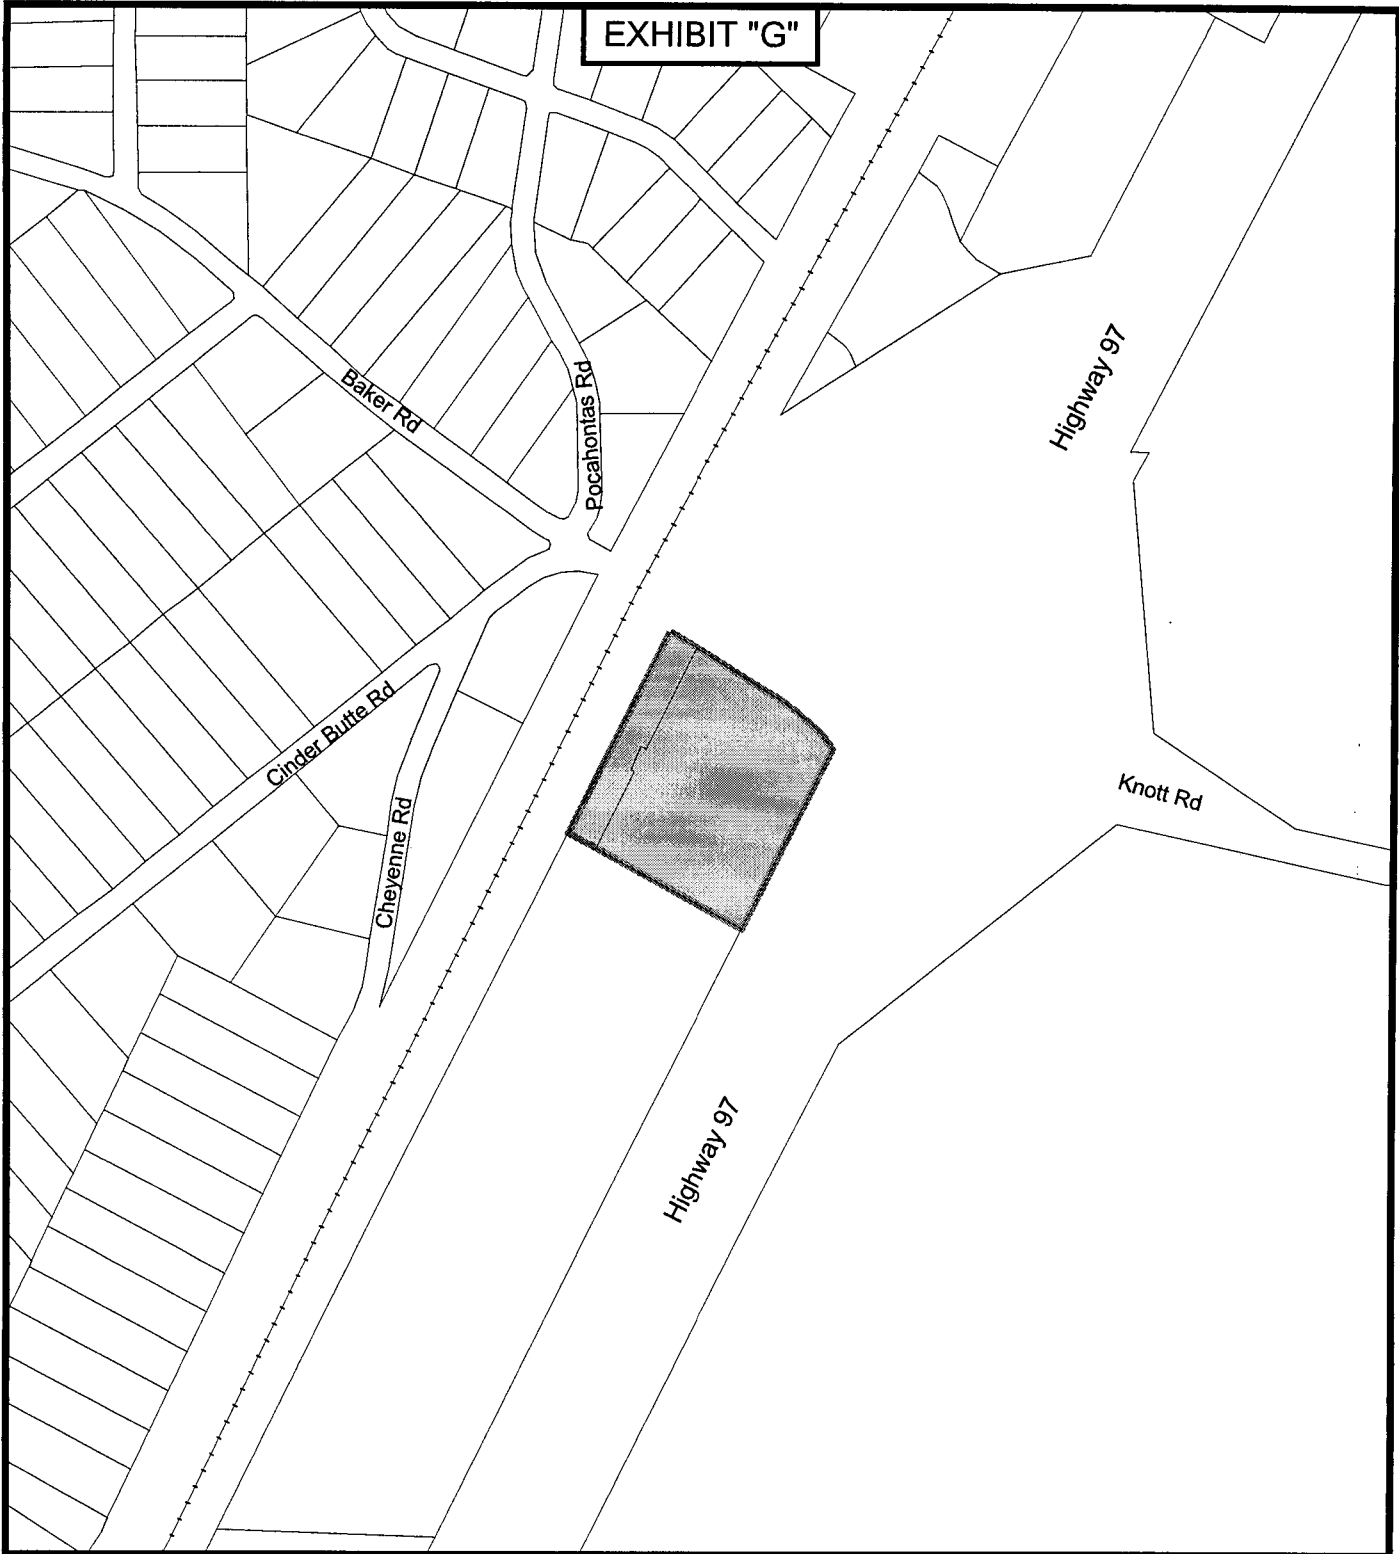 EXHIBIT "G"
Highway 97
Baker Rd
Pocahontas Rd
Cinder Butte Rd
Knott Rd
Cheyenne Rd
Highway 97